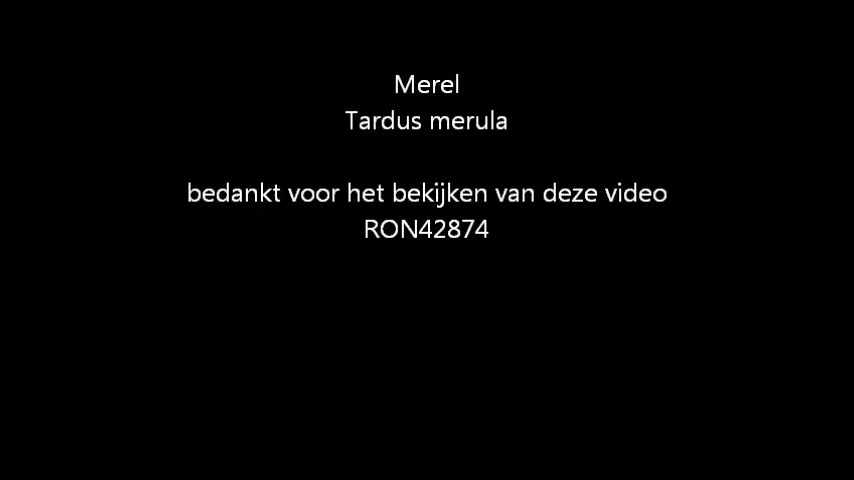 Merel
Tardus merula
bedankt voor het bekijken van deze video
RON42874